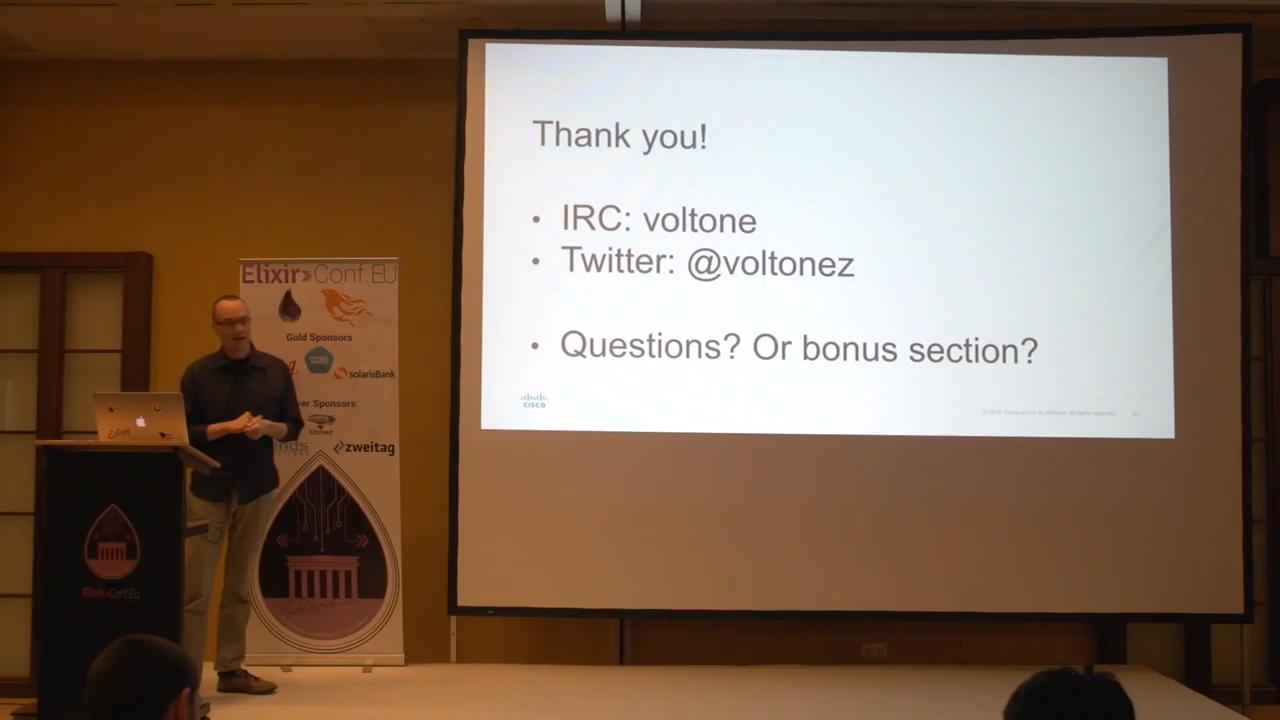 Thank you!
• IRC: voltone
• Twitter: @voltonez
• Questions? Or bonus section?
CISCO
Elixir Conf.EU
Gold Sponsors
solarisBank
Sponsors
zweitag
ElixirConf.EU